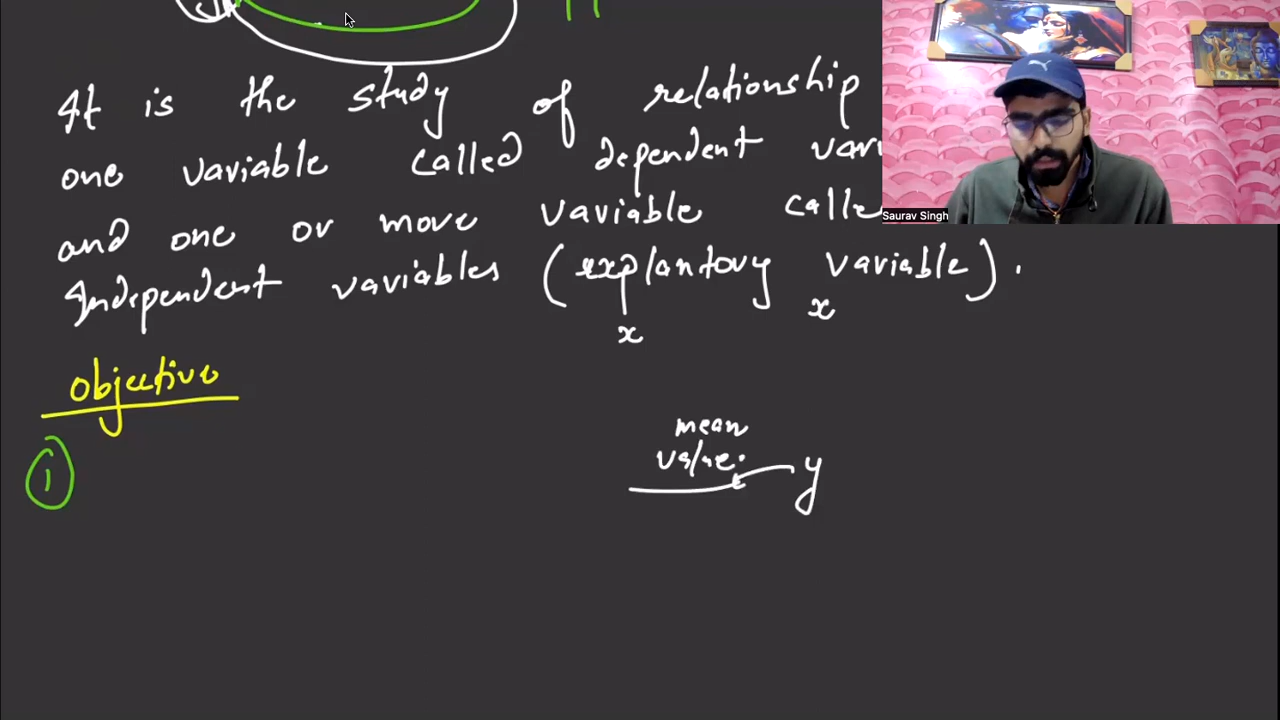 It is the study of relationship
one variable called dependent vari
and one or more variable calle
Independent variables (explantory variable).
x
x
objective
mean
value.
y
1
Saurav Singh